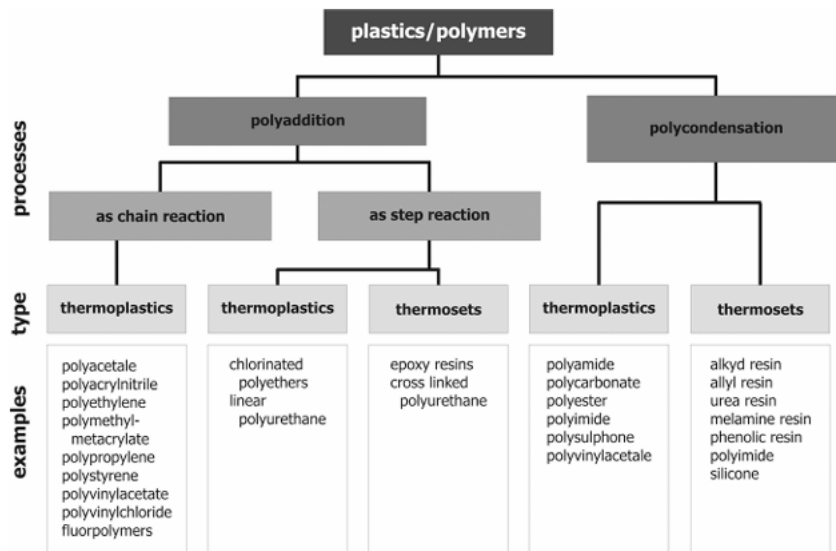 plastics/polymers
processes
polyaddition
polycondensation
as chain reaction
as step reaction
type
thermoplastics
thermoplastics
thermosets
thermoplastics
thermosets
examples
polyacetale
polyacrylnitrile
polyethylene
polymethyl-
metacrylate
polypropylene
polystyrene
polyvinylacetate
polyvinylchloride
fluorpolymers
chlorinated
polyethers
linear
polyurethane
epoxy resins
cross linked
polyurethane
polyamide
polycarbonate
polyester
polyimide
polysulphone
polyvinylacetale
alkyd resin
allyl resin
urea resin
melamine resin
phenolic resin
polyimide
silicone